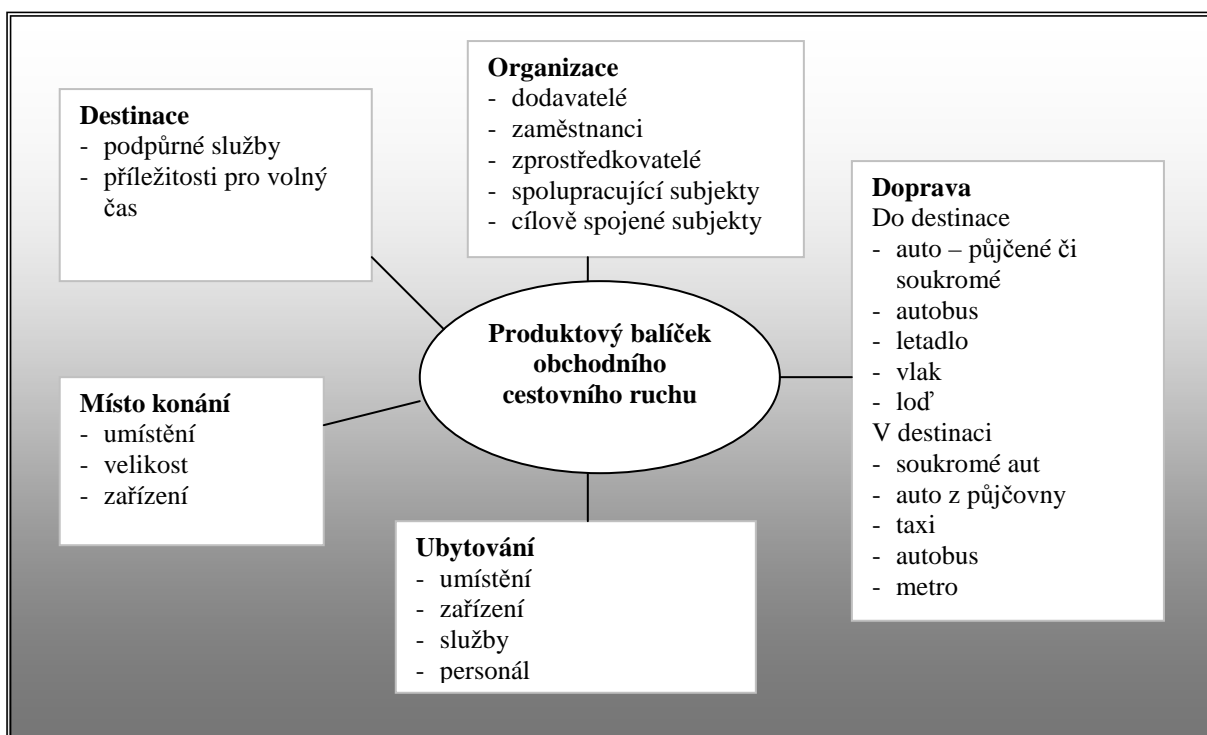 Organizace
- dodavatelé
- zaměstnanci
- zprostředkovatelé
- spolupracující subjekty
- cílově spojené subjekty
Destinace
- podpůrné služby
- příležitosti pro volný
čas
Doprava
Do destinace
- auto – půjčené či
soukromé
- autobus
- letadlo
- vlak
- loď
V destinaci
- soukromé aut
- auto z půjčovny
- taxi
- autobus
- metro
Produktový balíček
obchodního
cestovního ruchu
Místo konání
- umístění
- velikost
- zařízení
Ubytování
- umístění
- zařízení
- služby
- personál